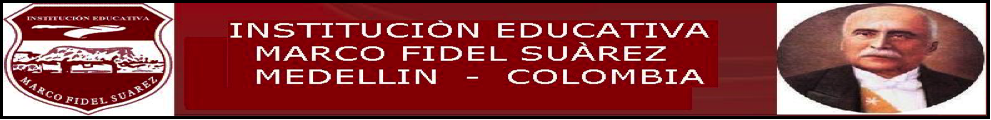 INSTITUCIÓN EDUCATIVA
MARCO FIDEL SUAREZ
INSTITUCIÒN EDUCATIVA
MARCO FIDEL SUÀREZ
MEDELLIN - COLOMBIA